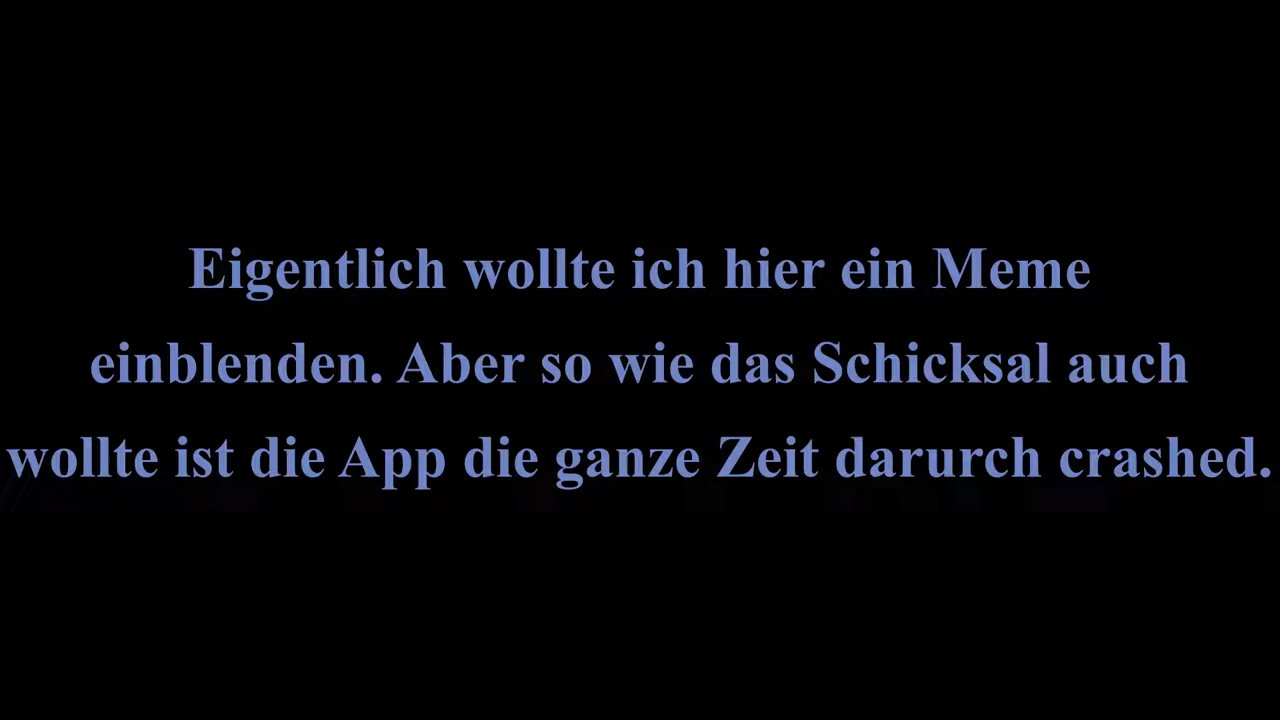 Eigentlich wollte ich hier ein Meme
einblenden. Aber so wie das Schicksal auch
wollte ist die App die ganze Zeit darurch crashed.